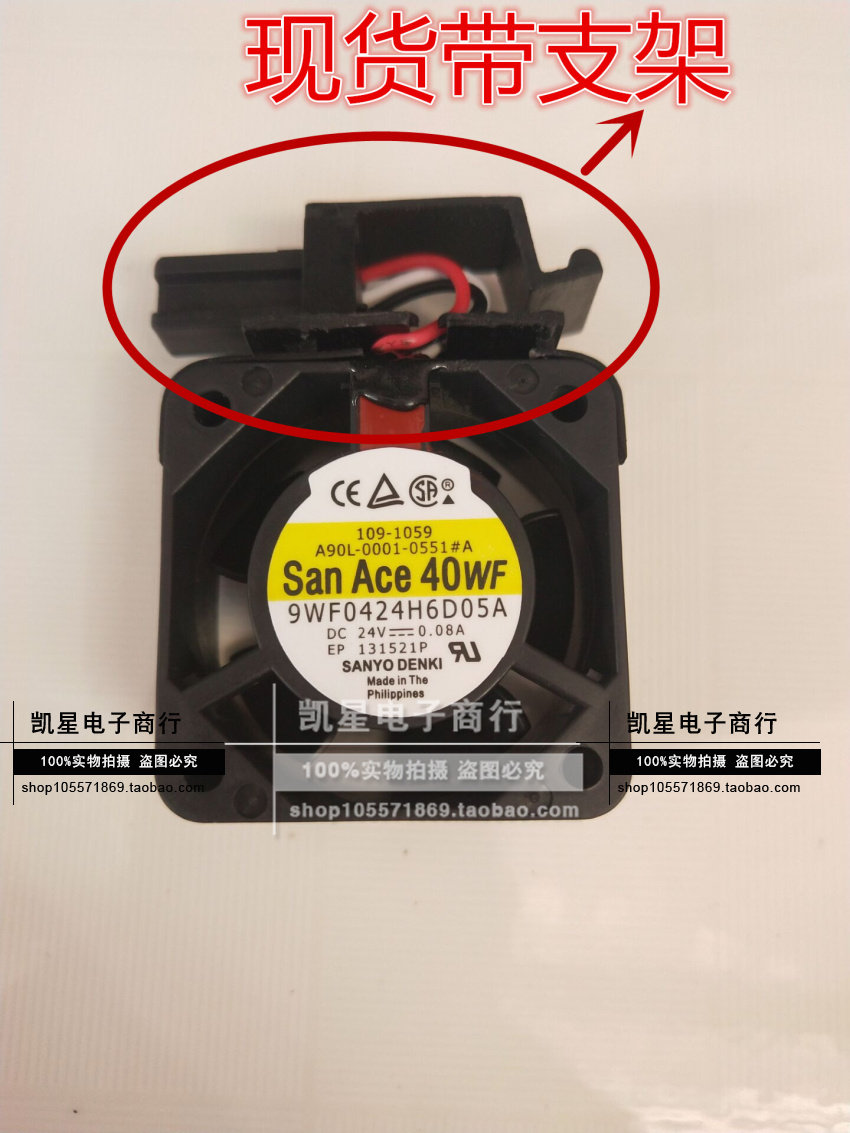 现货带支架
CE SA ®
109-1059
A90L-0001-0551#A
San Ace 40WF
9WF0424H6D05A
DC 24V⎓0.08A
EP 131521P
SANYO DENKI
Made in The
Philippines
凯星电子商行
100%实物拍摄 盗图必究
shop105571869.taobao.com
凯星电子商行
100%实物拍摄 盗图必究
shop105571869.taobao.com
凯星电子商行
100%实物拍摄 盗图必究
shop105571869.taobao.com